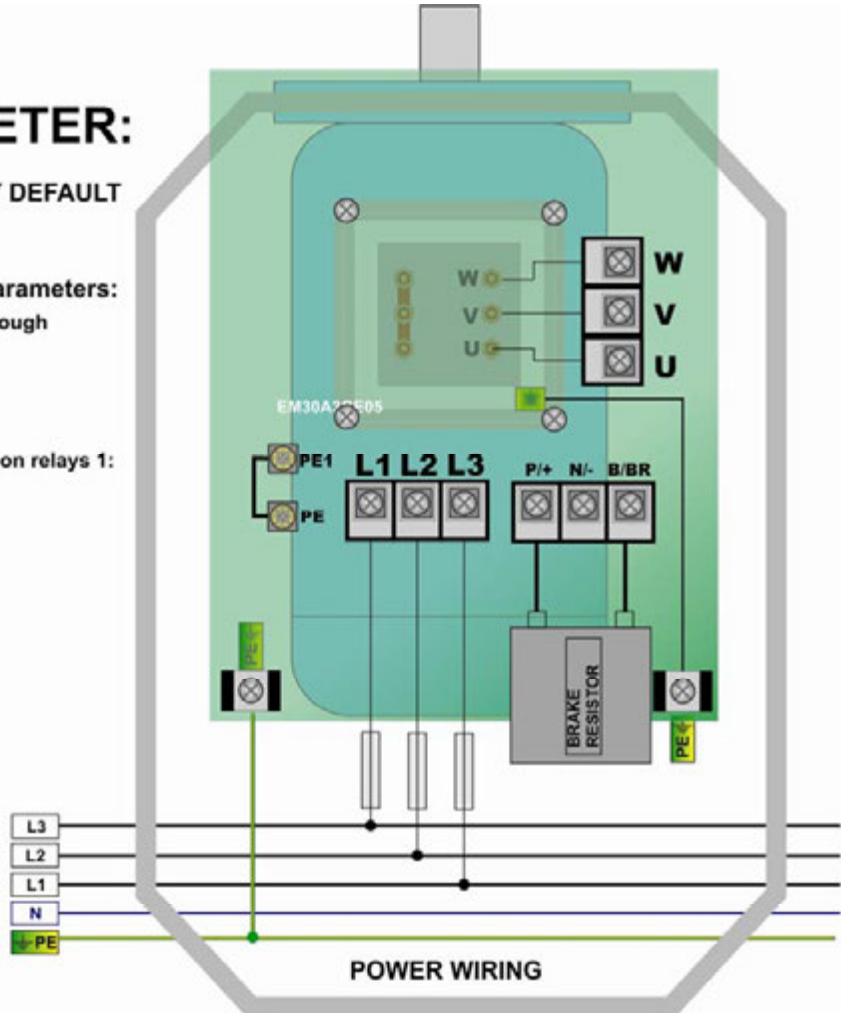 ETER:
Y DEFAULT
arameters:
ough
on relays 1:
W
V
U
W
V
U
PE1
PE
L1 L2 L3
P/+ N/- B/BR
PE
BRAKE
RESISTOR
PE
L3
L2
L1
N
PE
POWER WIRING